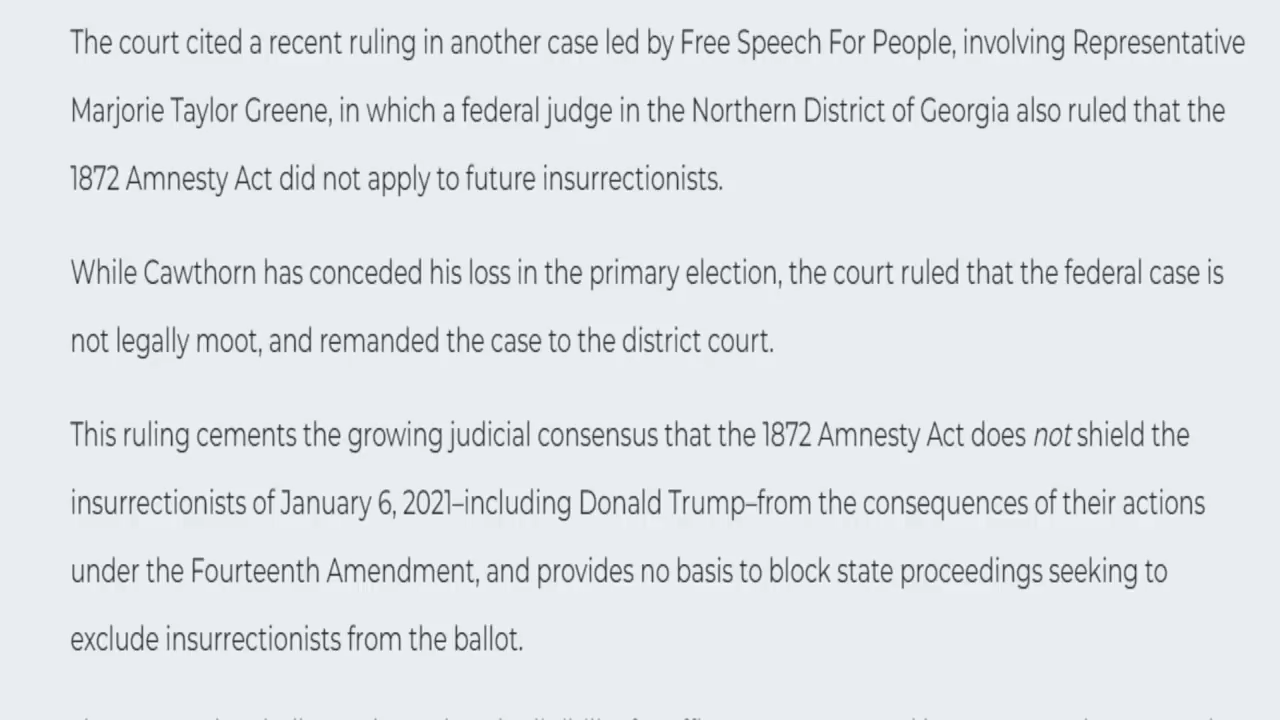 The court cited a recent ruling in another case led by Free Speech For People, involving Representative
Marjorie Taylor Greene, in which a federal judge in the Northern District of Georgia also ruled that the
1872 Amnesty Act did not apply to future insurrectionists.
While Cawthorn has conceded his loss in the primary election, the court ruled that the federal case is
not legally moot, and remanded the case to the district court.
This ruling cements the growing judicial consensus that the 1872 Amnesty Act does not shield the
insurrectionists of January 6, 2021–including Donald Trump–from the consequences of their actions
under the Fourteenth Amendment, and provides no basis to block state proceedings seeking to
exclude insurrectionists from the ballot.